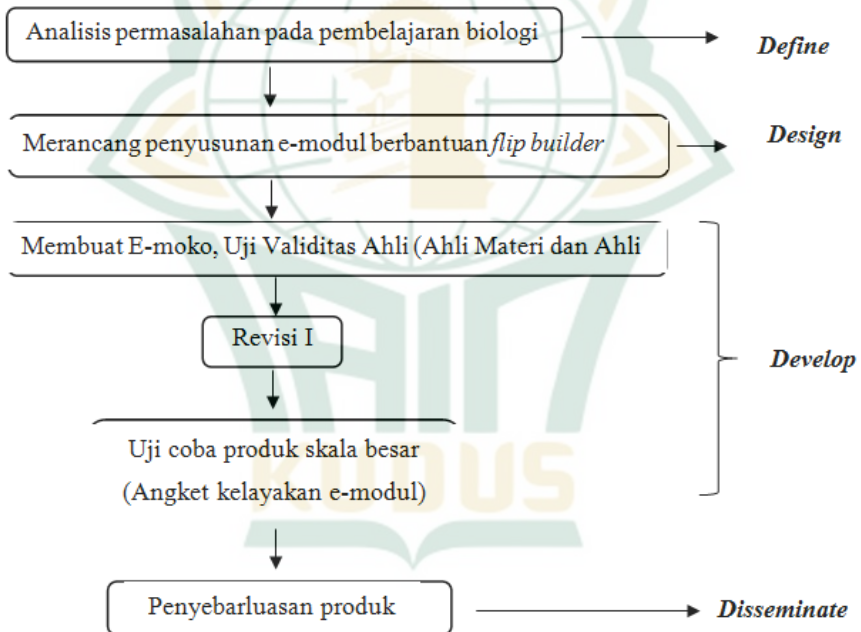 Analisis permasalahan pada pembelajaran biologi
Define
Merancang penyusunan e-modul berbantuan flip builder
Design
Membuat E-moko, Uji Validitas Ahli (Ahli Materi dan Ahli
Revisi I
Develop
Uji coba produk skala besar
(Angket kelayakan e-modul)
KUDUS
Penyebarluasan produk
Disseminate